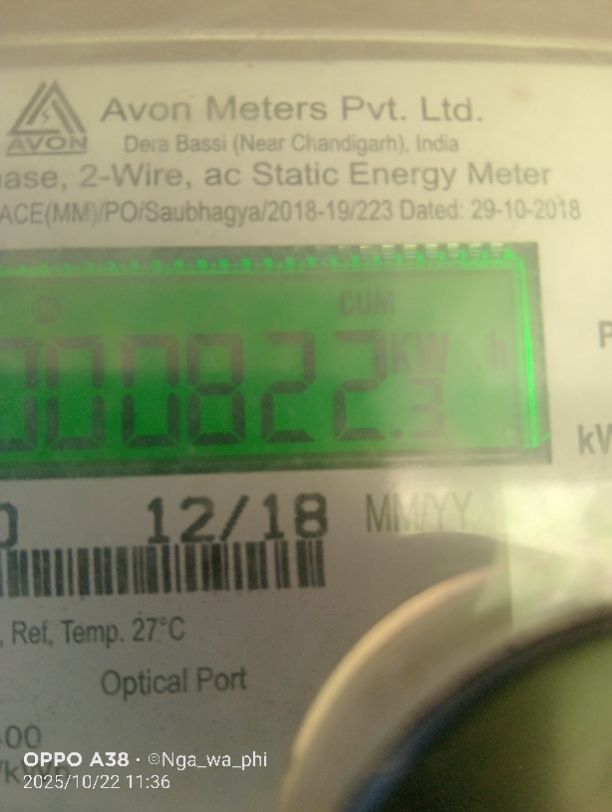 Avon Meters Pvt. Ltd.
AVON
Dera Bassi (Near Chandigarh), India
ase, 2-Wire, ac Static Energy Meter
ACE(MM)/PO/Saubhagya/2018-19/223 Dated: 29-10-2018
CUM
000822.3 KW h
12/18 MM/YY
kW
, Ref. Temp. 27°C
Optical Port
OPPO A38 · ©Nga_wa_phi
2025/10/22 11:36